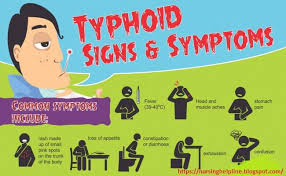 TYPHOID
SIGNS & SYMPTOMS
COMMON SYMPTOMS
INCLUDE:
Fever
(39-40°C)
Head and
muscle aches
stomach
pain
rash made
up of small
pink spots
on the trunk
of the body
loss of appetite
constipation
or diarrhoea
exhaustion
confusion
https://nursinghelpline.blogspot.com/